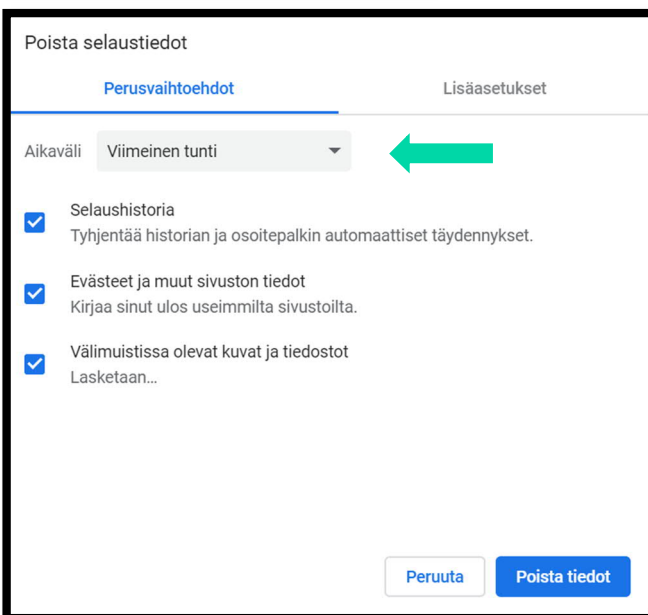 Poista selaustiedot
Perusvaihtoehdot Lisäasetukset
Aikaväli Viimeinen tunti
Selaushistoria
Tyhjentää historian ja osoitepalkin automaattiset täydennykset.
Evästeet ja muut sivuston tiedot
Kirjaa sinut ulos useimmilta sivustoilta.
Välimuistissa olevat kuvat ja tiedostot
Lasketaan…
Peruuta Poista tiedot